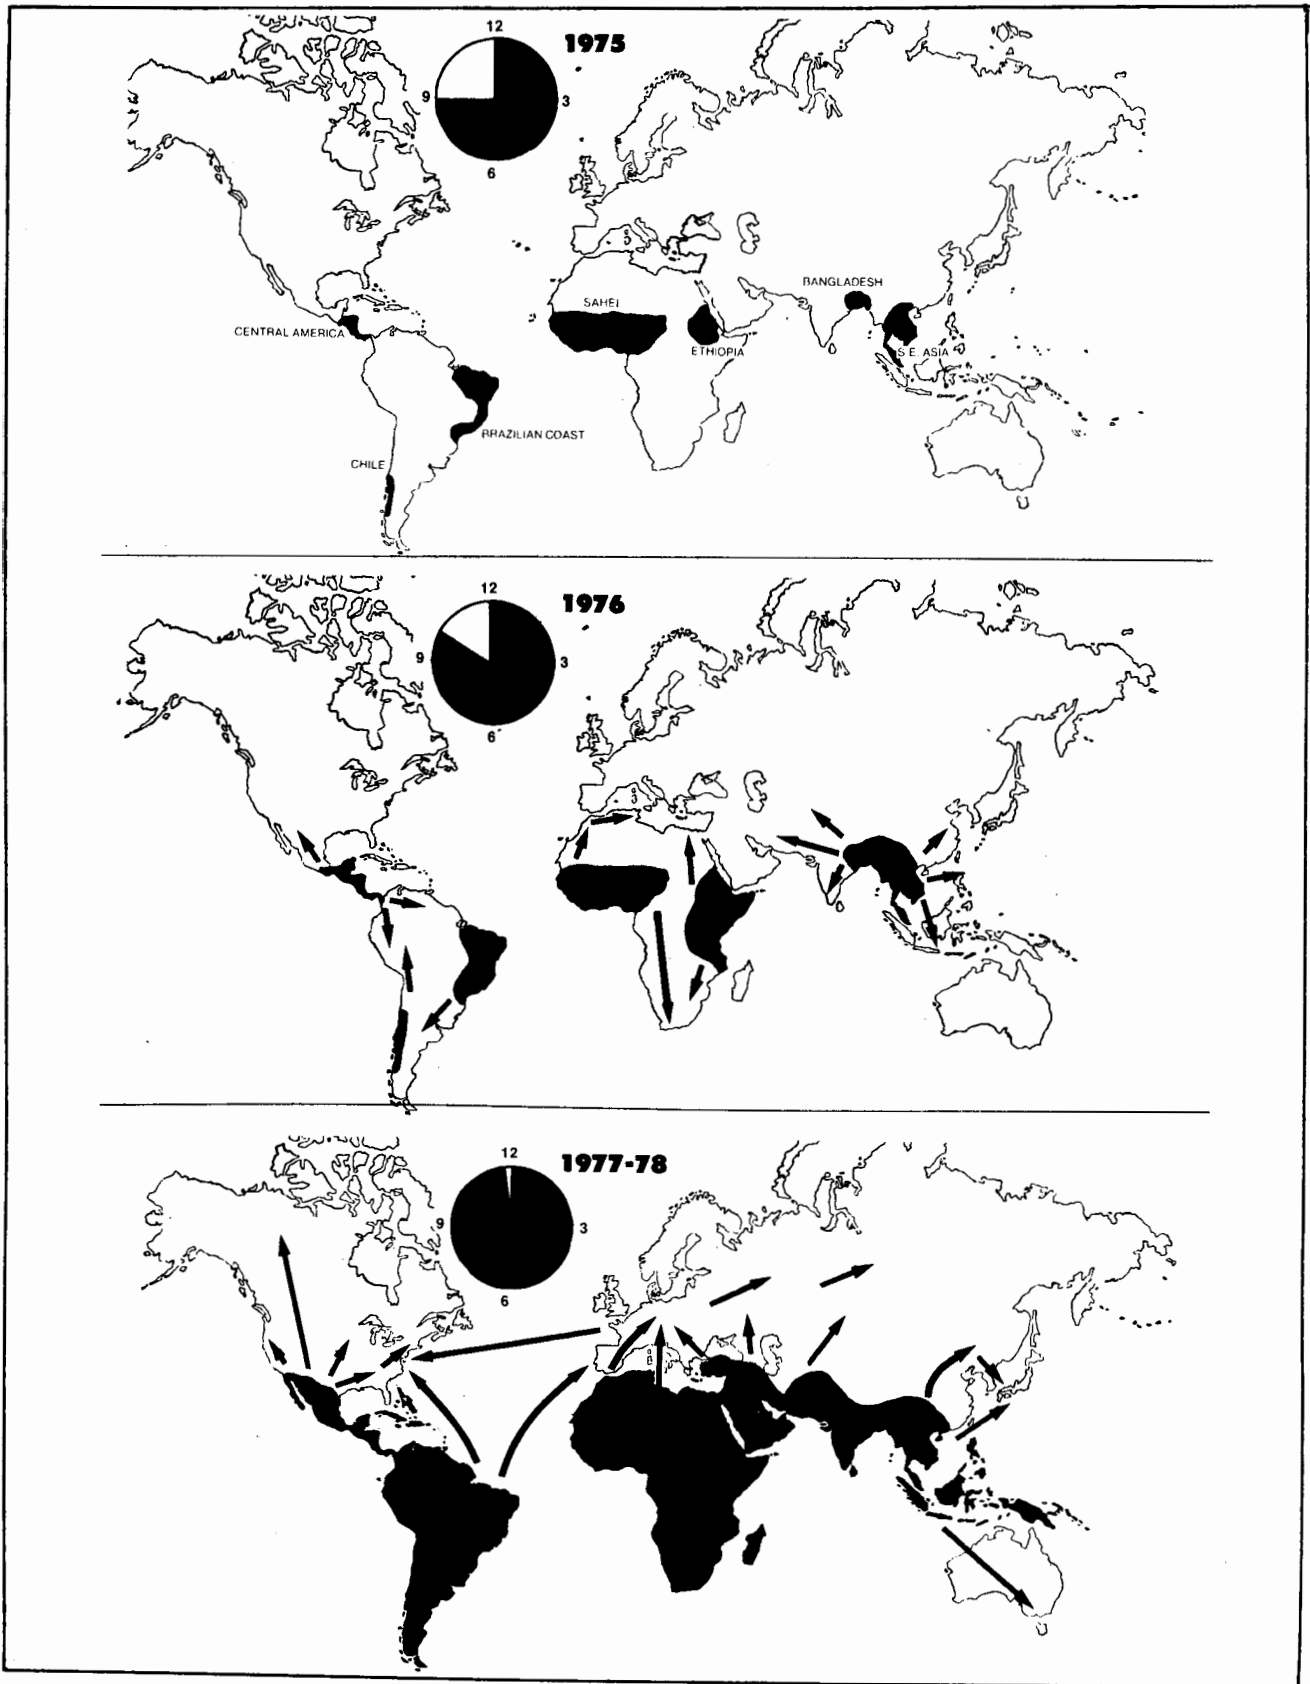 12
1975
9
3
6
BANGLADESH
SAHEL
CENTRAL AMERICA
ETHIOPIA
S.E. ASIA
BRAZILIAN COAST
CHILE
12
1976
9
3
6
12
1977-78
9
3
6